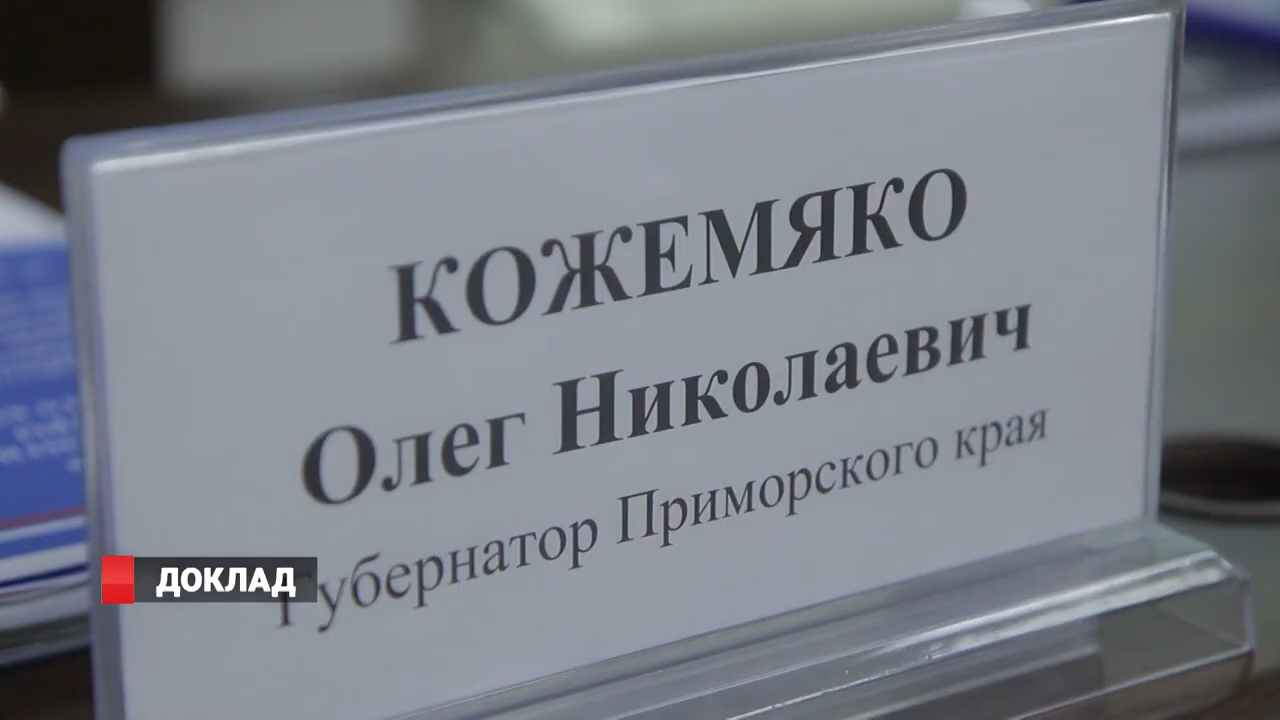 КОЖЕМЯКО
Олег Николаевич
Губернатор Приморского края
ДОКЛАД